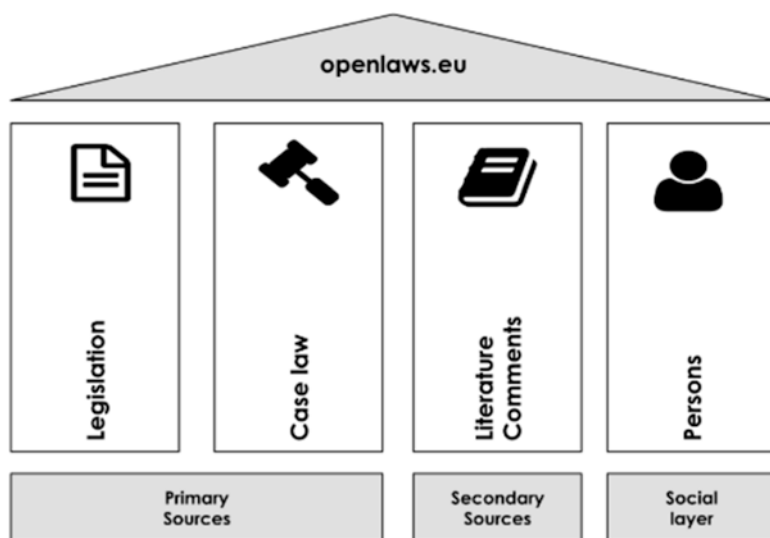 openlaws.eu
Legislation
Case law
Literature
Comments
Persons
Primary
Sources
Secondary
Sources
Social
layer